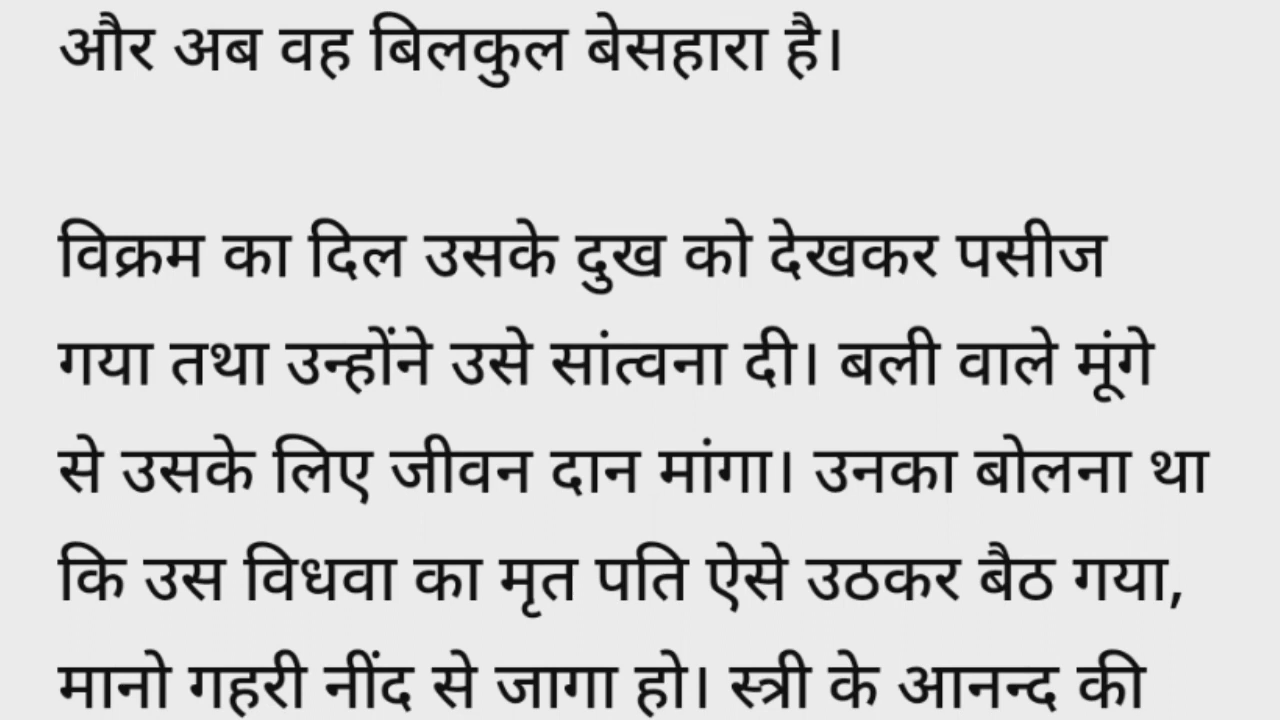 और अब वह बिलकुल बेसहारा है।
विक्रम का दिल उसके दुख को देखकर पसीज
गया तथा उन्होंने उसे सांत्वना दी। बली वाले मूंगे
से उसके लिए जीवन दान मांगा। उनका बोलना था
कि उस विधवा का मृत पति ऐसे उठकर बैठ गया,
मानो गहरी नींद से जागा हो। स्त्री के आनन्द की